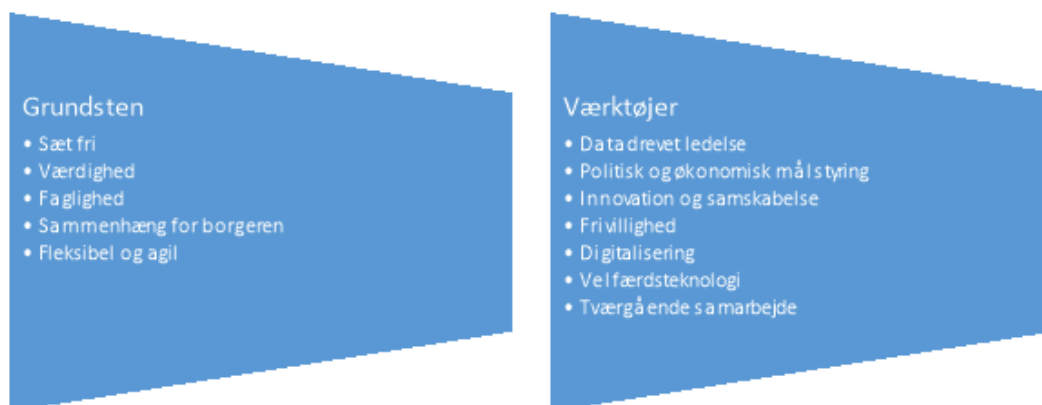 Grundsten
• Sæt fri
• Værdighed
• Faglighed
• Sammenhæng for borgeren
• Fleksibel og agil
Værktøjer
• Datadrevet ledelse
• Politisk og økonomisk målstyring
• Innovation og samskabelse
• Frivillighed
• Digitalisering
• Velfærdsteknologi
• Tværgående samarbejde